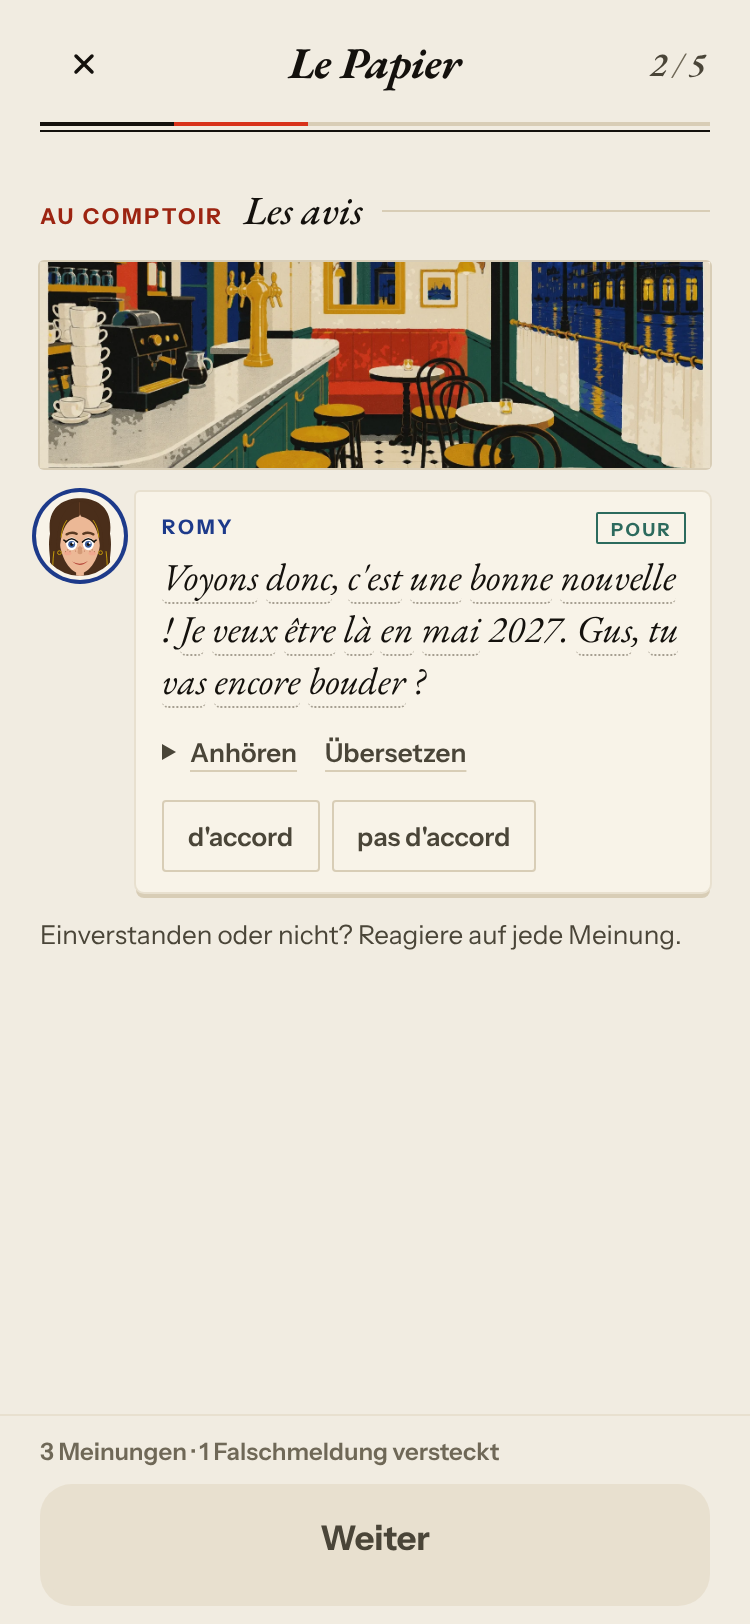 Le Papier
2/5
AU COMPTOIR Les avis
ROMY
POUR
Voyons donc, c'est une bonne nouvelle
! Je veux être là en mai 2027. Gus, tu
vas encore bouder ?
Anhören Übersetzen
d'accord pas d'accord
Einverstanden oder nicht? Reagiere auf jede Meinung.
3 Meinungen · 1 Falschmeldung versteckt
Weiter